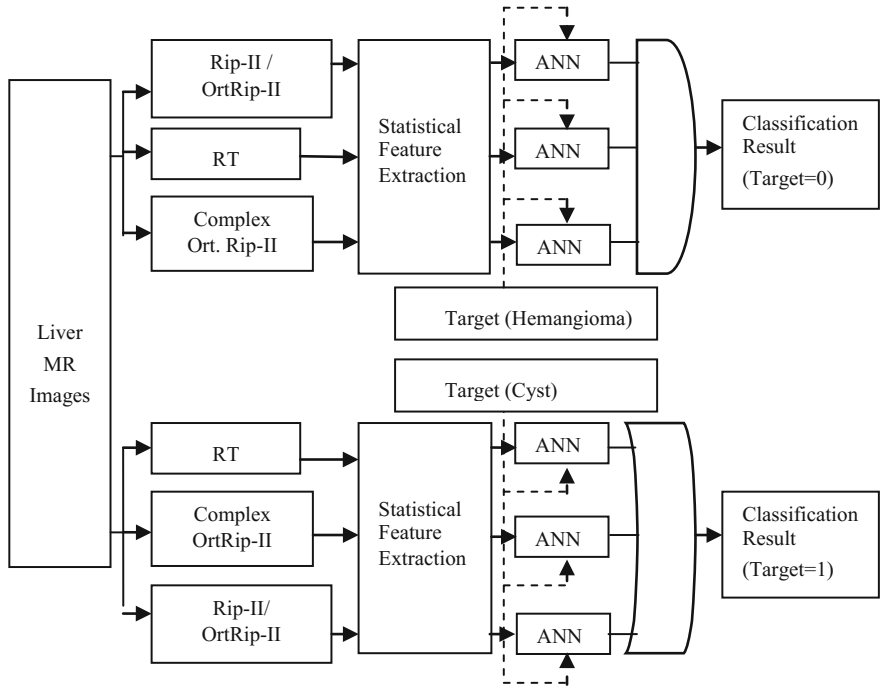 Liver
MR
Images
Rip-II /
OrtRip-II
RT
Complex
Ort. Rip-II
Statistical
Feature
Extraction
ANN
ANN
ANN
Classification
Result
(Target=0)
Target (Hemangioma)
Target (Cyst)
RT
Complex
OrtRip-II
Rip-II/
OrtRip-II
Statistical
Feature
Extraction
ANN
ANN
ANN
Classification
Result
(Target=1)